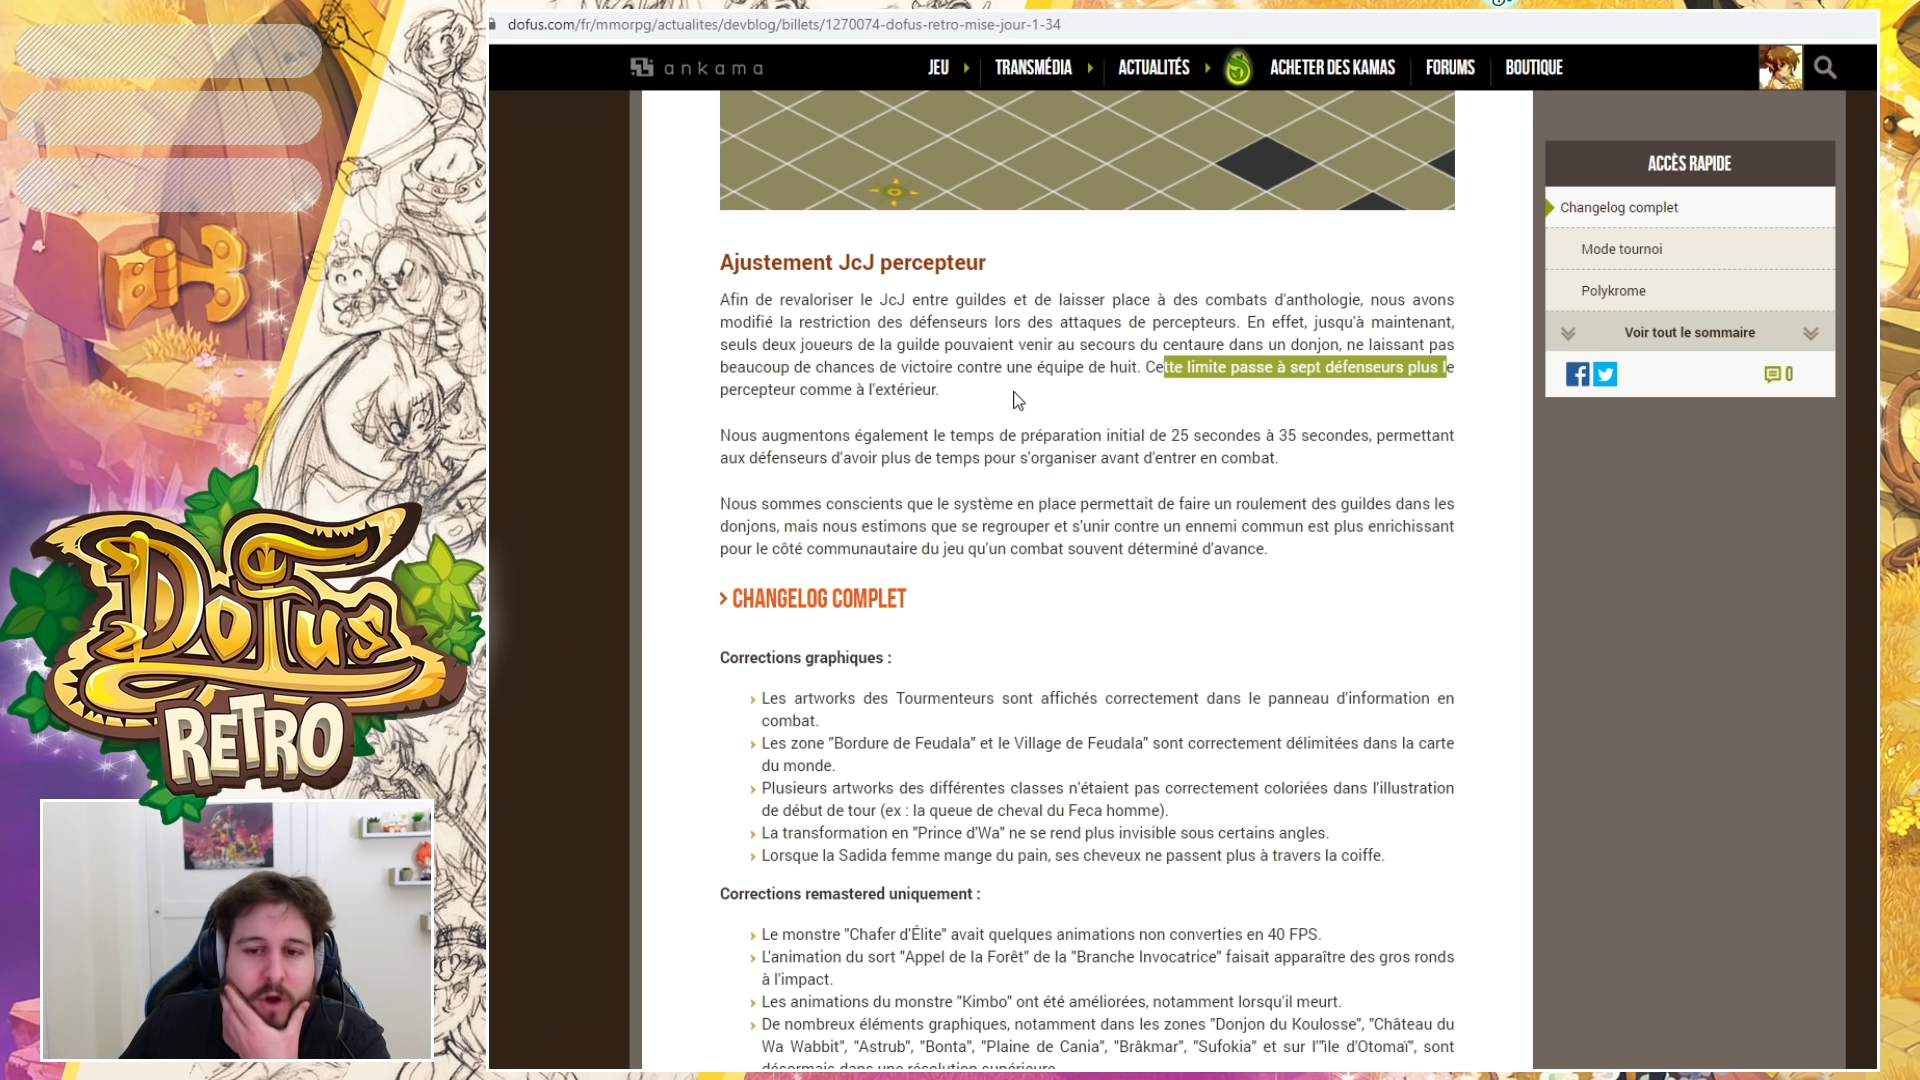 dofus.com/fr/mmorpg/actualites/devblog/billets/1270074-dofus-retro-mise-jour-1-34
ankama
JEU
TRANSMÉDIA
ACTUALITÉS
ACHETER DES KAMAS
FORUMS
BOUTIQUE
Ajustement JcJ percepteur
Afin de revaloriser le JcJ entre guildes et de laisser place à des combats d'anthologie, nous avons
modifié la restriction des défenseurs lors des attaques de percepteurs. En effet, jusqu'à maintenant,
seuls deux joueurs de la guilde pouvaient venir au secours du centaure dans un donjon, ne laissant pas
beaucoup de chances de victoire contre une équipe de huit. Cette limite passe à sept défenseurs plus le
percepteur comme à l'extérieur.
Nous augmentons également le temps de préparation initial de 25 secondes à 35 secondes, permettant
aux défenseurs d'avoir plus de temps pour s'organiser avant d'entrer en combat.
Nous sommes conscients que le système en place permettait de faire un roulement des guildes dans les
donjons, mais nous estimons que se regrouper et s'unir contre un ennemi commun est plus enrichissant
pour le côté communautaire du jeu qu'un combat souvent déterminé d'avance.
> CHANGELOG COMPLET
Corrections graphiques :
› Les artworks des Tourmenteurs sont affichés correctement dans le panneau d'information en
combat.
› Les zone "Bordure de Feudala" et le Village de Feudala" sont correctement délimitées dans la carte
du monde.
› Plusieurs artworks des différentes classes n'étaient pas correctement coloriées dans l'illustration
de début de tour (ex : la queue de cheval du Feca homme).
› La transformation en "Prince d'Wa" ne se rend plus invisible sous certains angles.
› Lorsque la Sadida femme mange du pain, ses cheveux ne passent plus à travers la coiffe.
Corrections remastered uniquement :
› Le monstre "Chafer d'Élite" avait quelques animations non converties en 40 FPS.
› L'animation du sort "Appel de la Forêt" de la "Branche Invocatrice" faisait apparaître des gros ronds
à l'impact.
› Les animations du monstre "Kimbo" ont été améliorées, notamment lorsqu'il meurt.
› De nombreux éléments graphiques, notamment dans les zones "Donjon du Koulosse", "Château du
Wa Wabbit", "Astrub", "Bonta", "Plaine de Cania", "Brâkmar", "Sufokia" et sur l'"île d'Otomaï", sont
désormais dans une résolution supérieure.
ACCÈS RAPIDE
Changelog complet
Mode tournoi
Polykrome
Voir tout le sommaire
0
DOFUS
RETRO